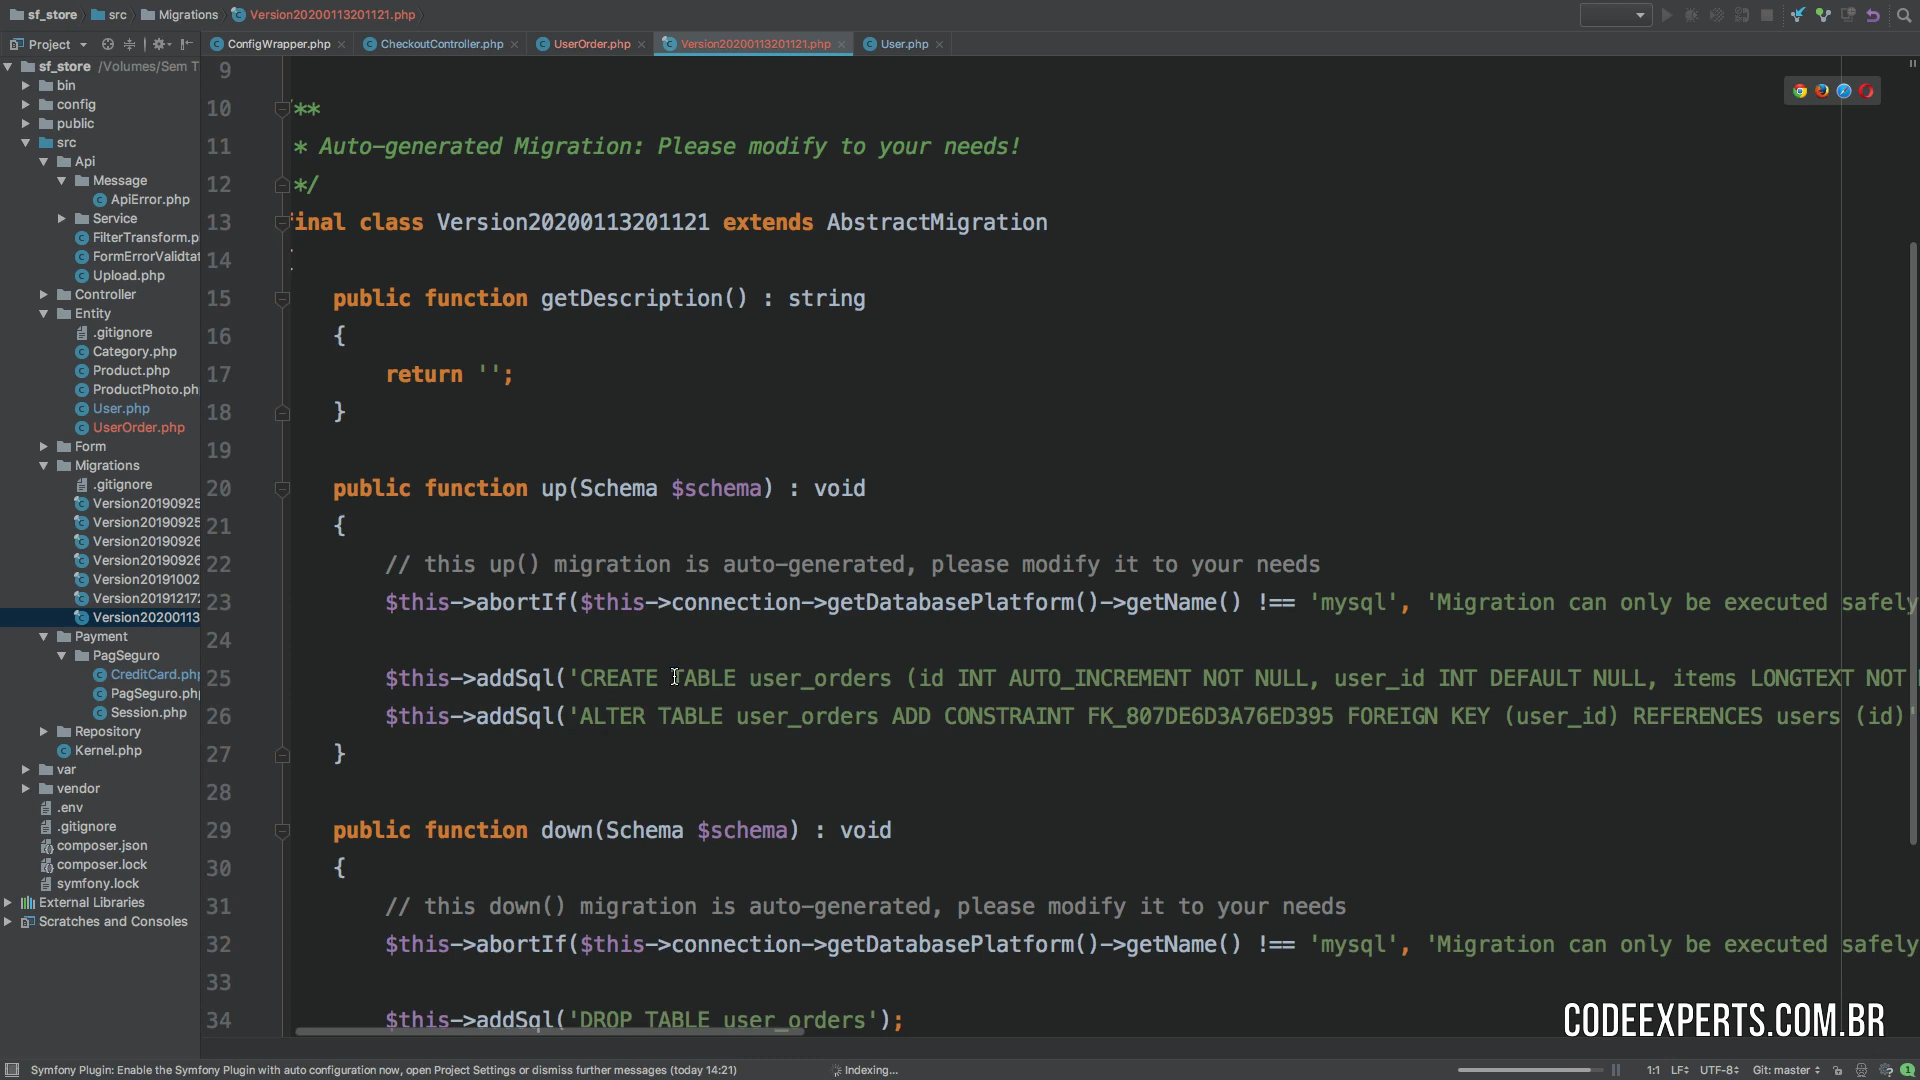 sf_store src Migrations Version20200113201121.php
Project
ConfigWrapper.php CheckoutController.php UserOrder.php Version20200113201121.php User.php
sf_store /Volumes/Sem T
bin
config
public
src
Api
Message
ApiError.php
Service
FilterTransform.p
FormErrorValidtat
Upload.php
Controller
Entity
.gitignore
Category.php
Product.php
ProductPhoto.ph
User.php
UserOrder.php
Form
Migrations
.gitignore
Version20190925
Version20190925
Version20190926
Version20190926
Version20191002
Version20191217
Version20200113
Payment
PagSeguro
CreditCard.php
PagSeguro.php
Session.php
Repository
Kernel.php
var
vendor
.env
.gitignore
composer.json
composer.lock
symfony.lock
External Libraries
Scratches and Consoles
9
10 **
11 * Auto-generated Migration: Please modify to your needs!
12 */
13 inal class Version20200113201121 extends AbstractMigration
14
15 public function getDescription() : string
16 {
17 return '';
18 }
19
20 public function up(Schema $schema) : void
21 {
22 // this up() migration is auto-generated, please modify it to your needs
23 $this->abortIf($this->connection->getDatabasePlatform()->getName() !== 'mysql', 'Migration can only be executed safely
24
25 $this->addSql('CREATE TABLE user_orders (id INT AUTO_INCREMENT NOT NULL, user_id INT DEFAULT NULL, items LONGTEXT NOT
26 $this->addSql('ALTER TABLE user_orders ADD CONSTRAINT FK_807DE6D3A76ED395 FOREIGN KEY (user_id) REFERENCES users (id)'
27 }
28
29 public function down(Schema $schema) : void
30 {
31 // this down() migration is auto-generated, please modify it to your needs
32 $this->abortIf($this->connection->getDatabasePlatform()->getName() !== 'mysql', 'Migration can only be executed safely
33
34 $this->addSql('DROP TABLE user_orders');
CODEEXPERTS.COM.BR
Symfony Plugin: Enable the Symfony Plugin with auto configuration now, open Project Settings or dismiss further messages (today 14:21) Indexing... 1:1 LF UTF-8 Git: master 1